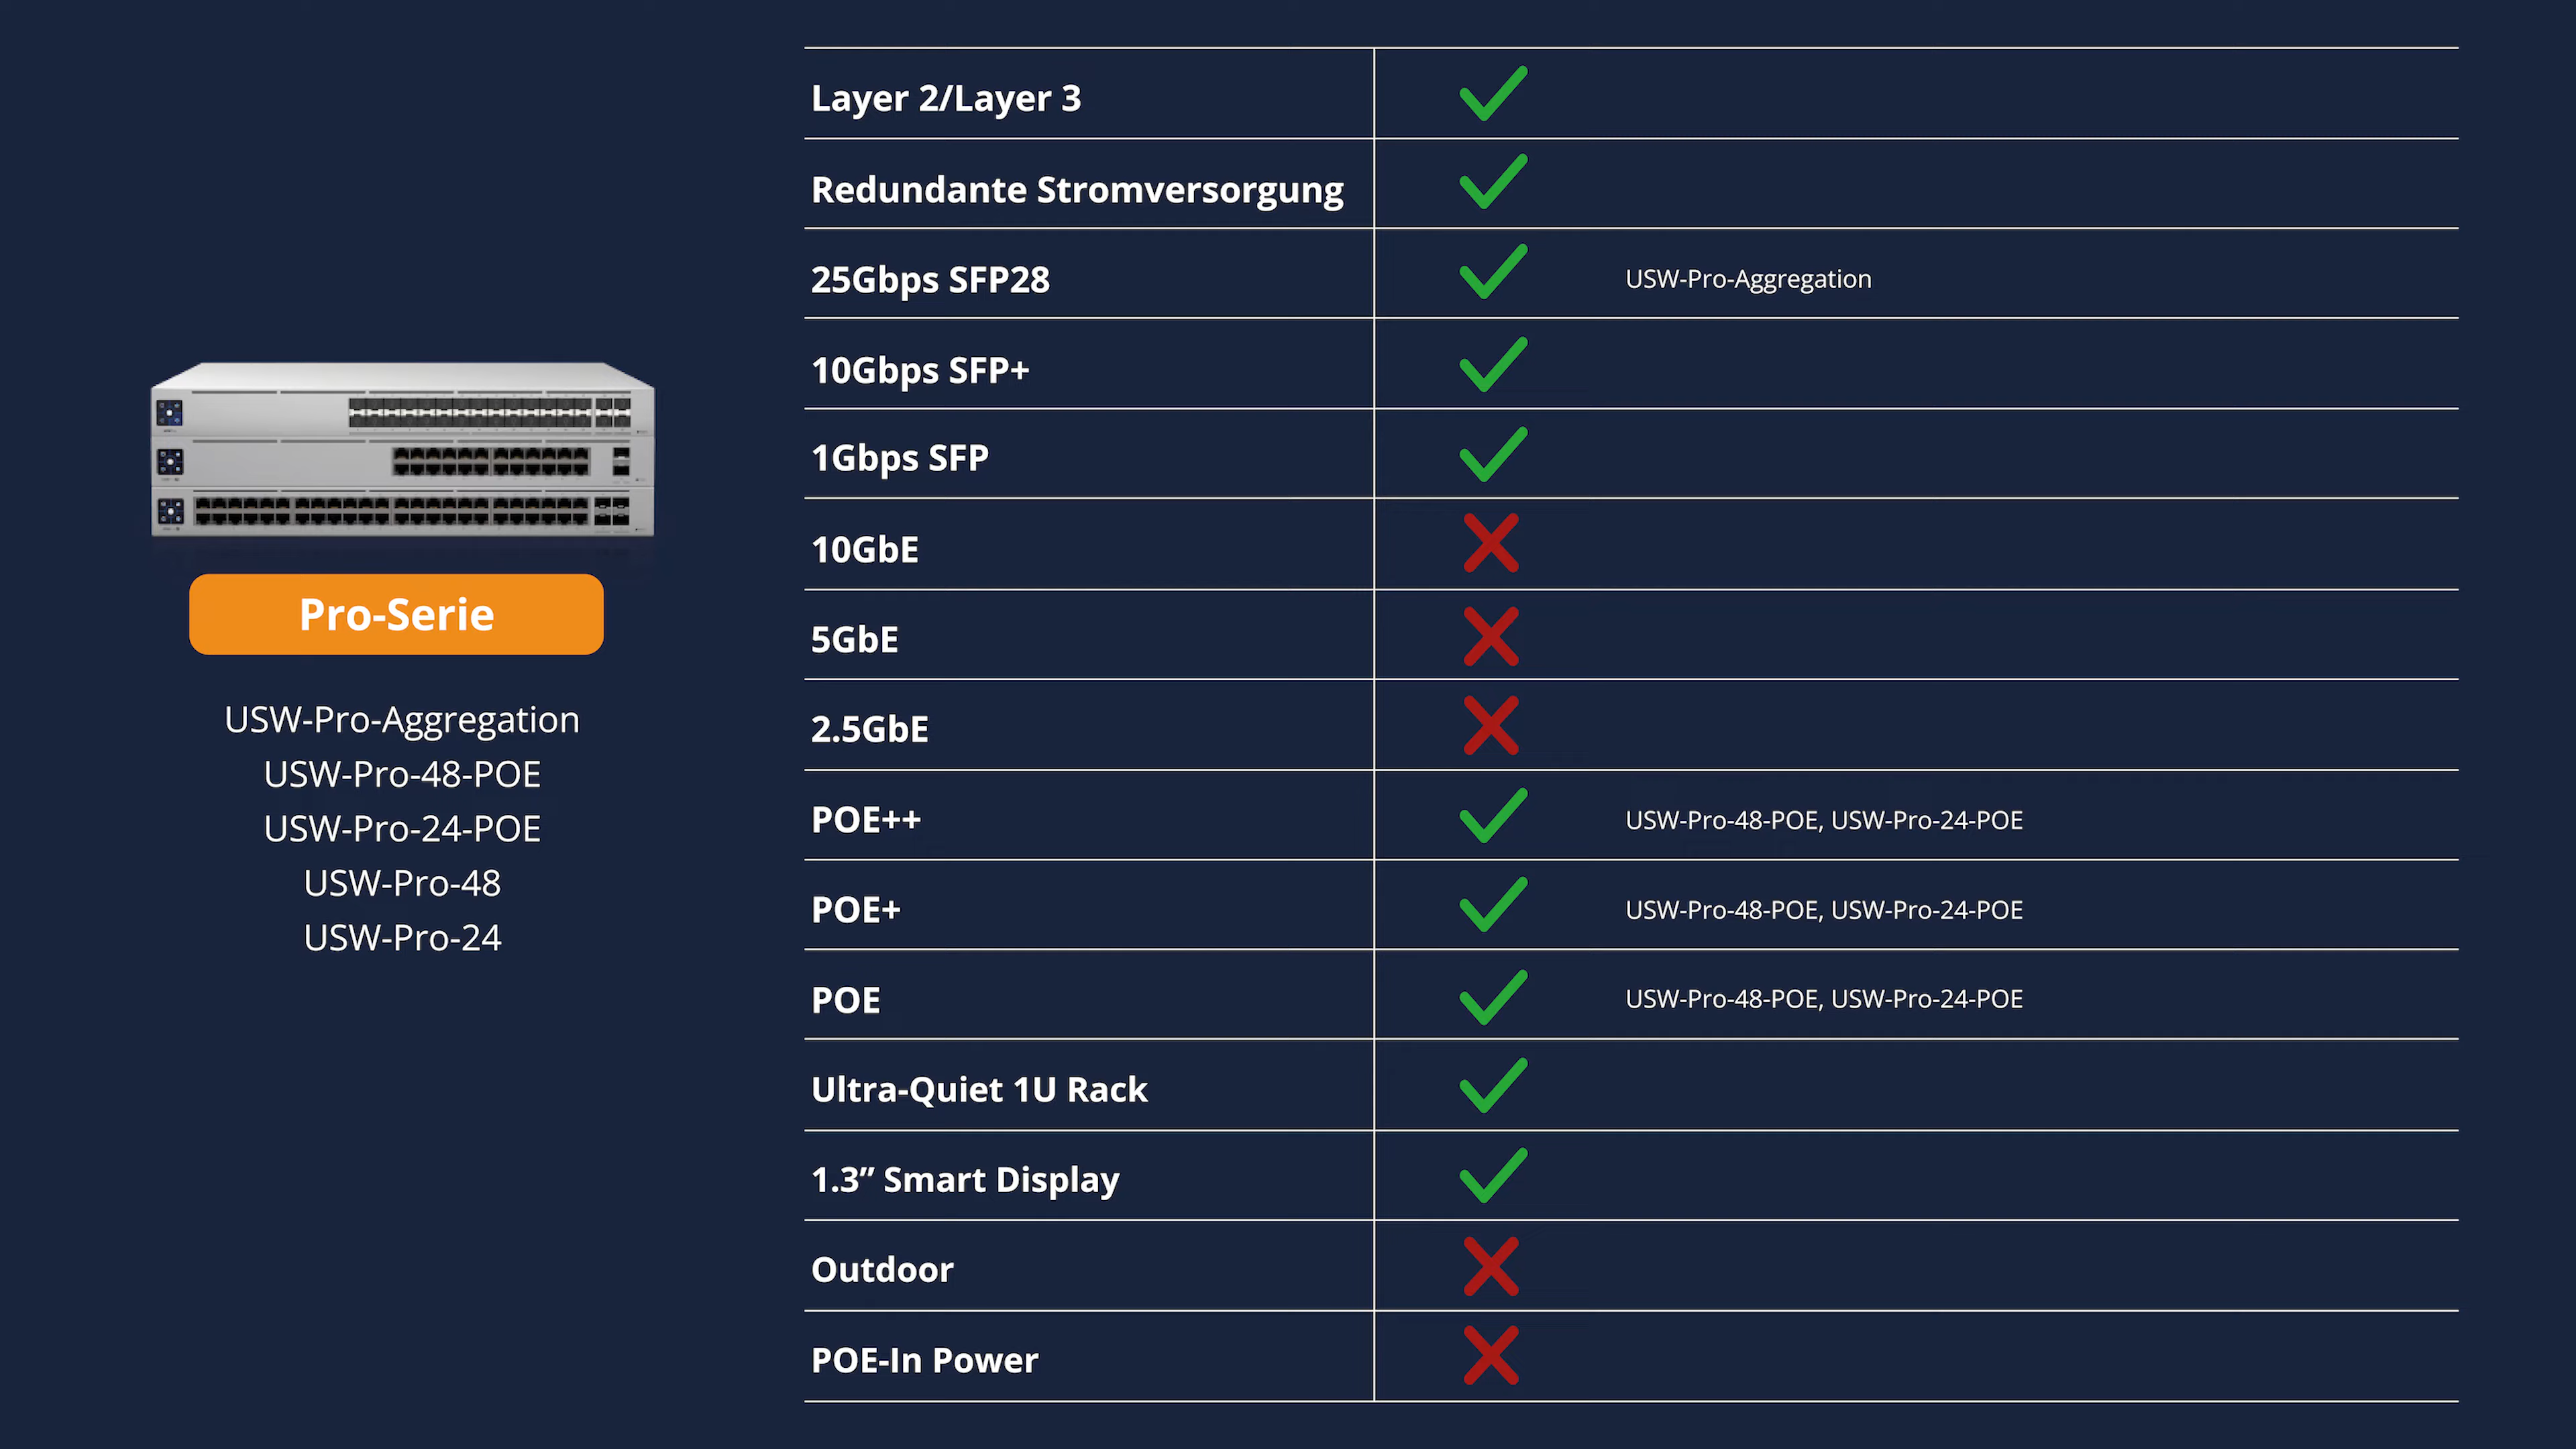 Pro-Serie
USW-Pro-Aggregation
USW-Pro-48-POE
USW-Pro-24-POE
USW-Pro-48
USW-Pro-24
Layer 2/Layer 3
Redundante Stromversorgung
25Gbps SFP28 USW-Pro-Aggregation
10Gbps SFP+
1Gbps SFP
10GbE
5GbE
2.5GbE
POE++ USW-Pro-48-POE, USW-Pro-24-POE
POE+ USW-Pro-48-POE, USW-Pro-24-POE
POE USW-Pro-48-POE, USW-Pro-24-POE
Ultra-Quiet 1U Rack
1.3” Smart Display
Outdoor
POE-In Power